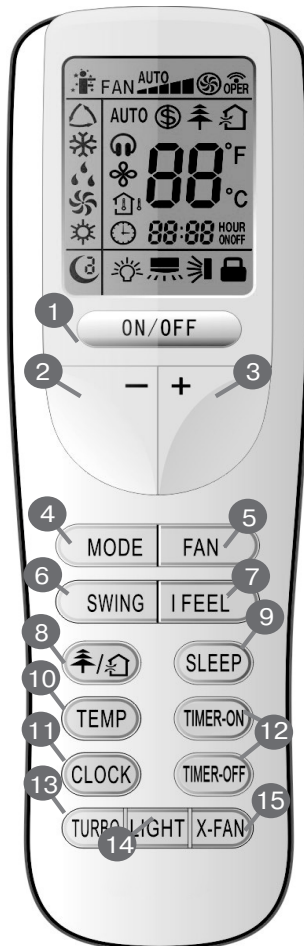 FAN AUTO OPER
AUTO
88 °F
°C
88:88 HOUR
ONOFF
1
ON/OFF
2 - + 3
4 5
MODE FAN
6 7
SWING I FEEL
8 9
SLEEP
10
TEMP TIMER-ON
11 12
CLOCK TIMER-OFF
13 15
TURBO LIGHT X-FAN
14